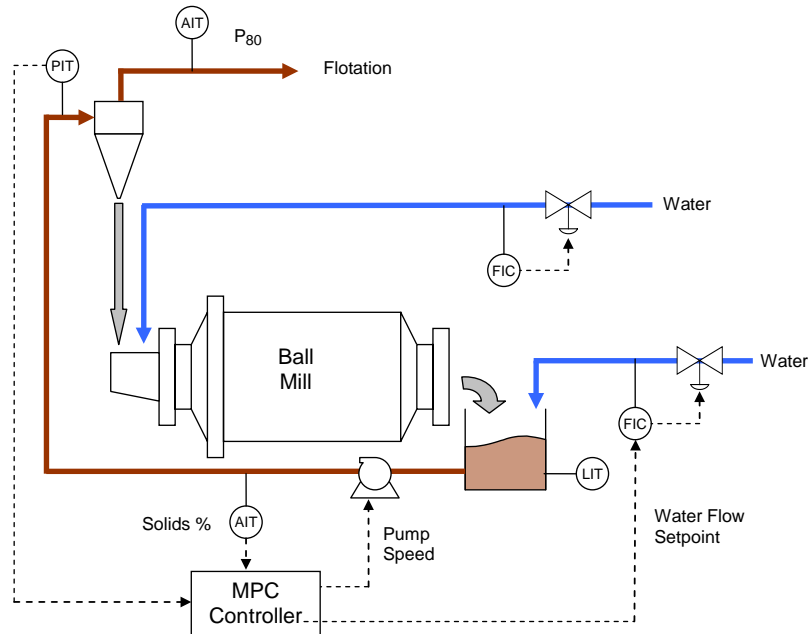 AIT
P80
Flotation
PIT
Water
FIC
Ball
Mill
Water
FIC
LIT
Solids %
AIT
Pump
Speed
Water Flow
Setpoint
MPC
Controller